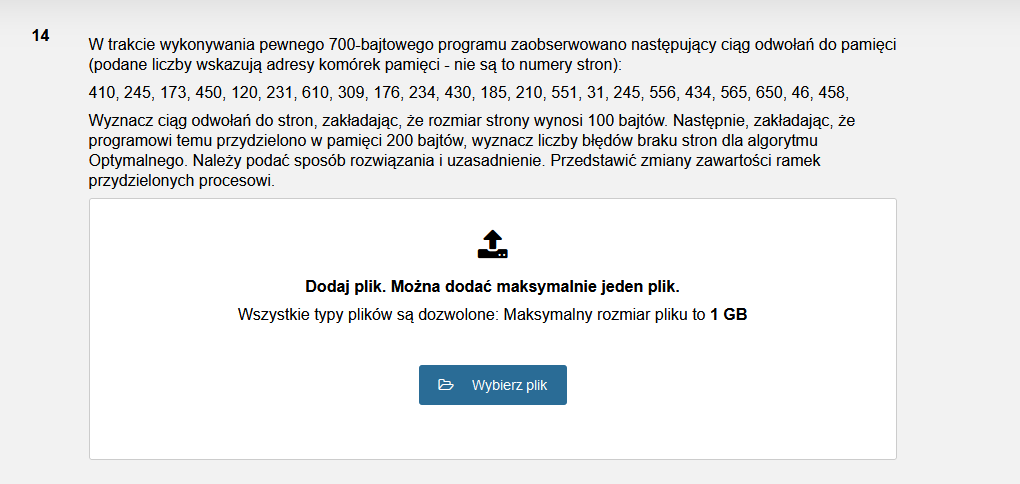 14
W trakcie wykonywania pewnego 700-bajtowego programu zaobserwowano następujący ciąg odwołań do pamięci
(podane liczby wskazują adresy komórek pamięci - nie są to numery stron):
410, 245, 173, 450, 120, 231, 610, 309, 176, 234, 430, 185, 210, 551, 31, 245, 556, 434, 565, 650, 46, 458,
Wyznacz ciąg odwołań do stron, zakładając, że rozmiar strony wynosi 100 bajtów. Następnie, zakładając, że
programowi temu przydzielono w pamięci 200 bajtów, wyznacz liczby błędów braku stron dla algorytmu
Optymalnego. Należy podać sposób rozwiązania i uzasadnienie. Przedstawić zmiany zawartości ramek
przydzielonych procesowi.
Dodaj plik. Można dodać maksymalnie jeden plik.
Wszystkie typy plików są dozwolone: Maksymalny rozmiar pliku to 1 GB
Wybierz plik